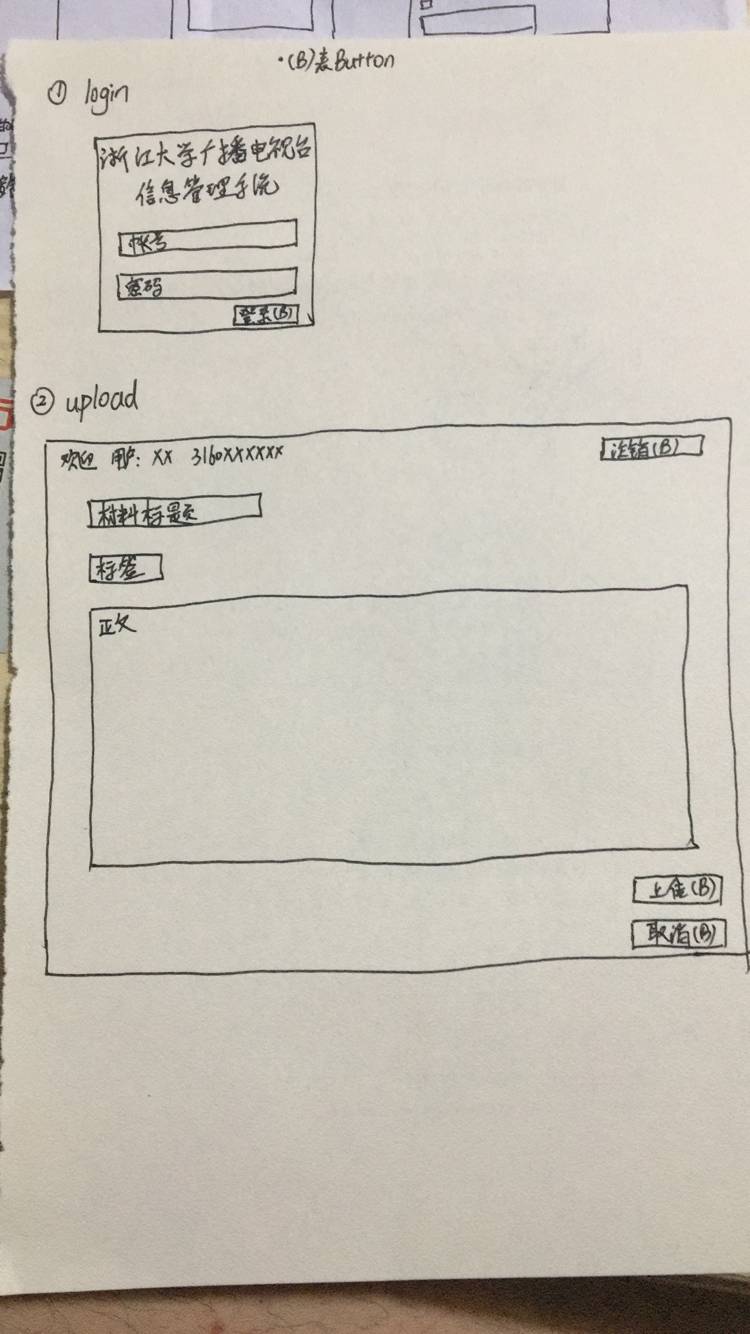 ·(B)表Button
① login
浙江大学广播电视台
信息管理系统
帐号
密码
登录(B)
② upload
欢迎 用户: XX 3160XXXXXX
注销(B)
材料标题
标签
正文
上传(B)
取消(B)